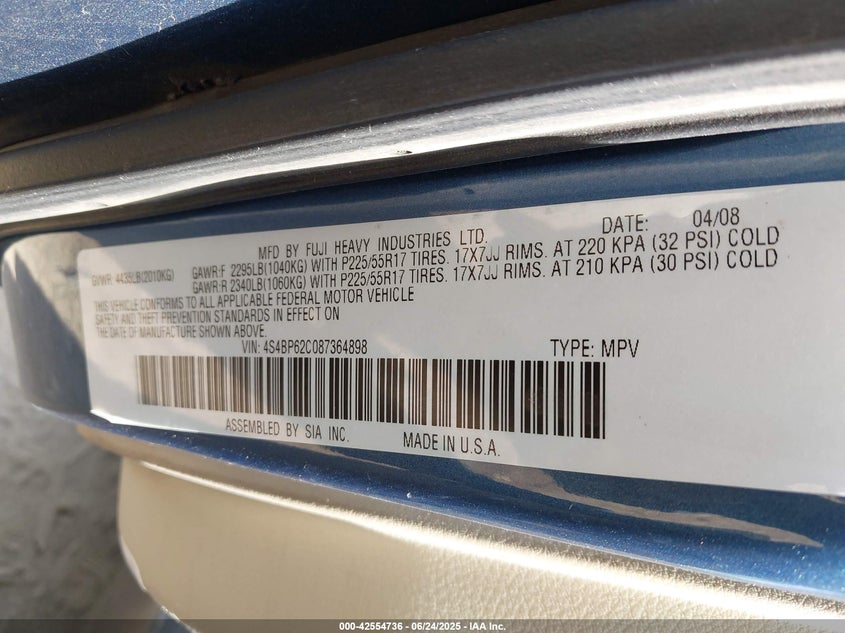 MFD BY FUJI HEAVY INDUSTRIES LTD. DATE: 04/08
GVWR: 4435LB(2010KG) GAWR:F 2295LB(1040KG) WITH P225/55R17 TIRES. 17X7JJ RIMS. AT 220 KPA (32 PSI) COLD
GAWR:R 2340LB(1060KG) WITH P225/55R17 TIRES. 17X7JJ RIMS. AT 210 KPA (30 PSI) COLD
THIS VEHICLE CONFORMS TO ALL APPLICABLE FEDERAL MOTOR VEHICLE
SAFETY AND THEFT PREVENTION STANDARDS IN EFFECT ON
THE DATE OF MANUFACTURE SHOWN ABOVE.
VIN: 4S4BP62C087364898 TYPE: MPV
ASSEMBLED BY SIA INC. MADE IN U.S.A.
000-42554736 - 06/24/2025 - IAA Inc.